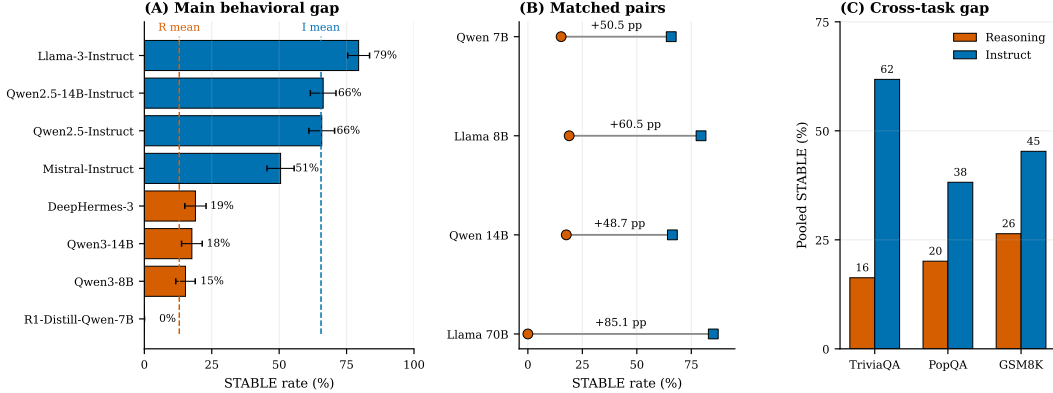 (A) Main behavioral gap
R mean
I mean
Llama-3-Instruct
79%
Qwen2.5-14B-Instruct
66%
Qwen2.5-Instruct
66%
Mistral-Instruct
51%
DeepHermes-3
19%
Qwen3-14B
18%
Qwen3-8B
15%
R1-Distill-Qwen-7B
0%
0
25
50
75
100
STABLE rate (%)
(B) Matched pairs
Qwen 7B
+50.5 pp
Llama 8B
+60.5 pp
Qwen 14B
+48.7 pp
Llama 70B
+85.1 pp
0
25
50
75
STABLE rate (%)
(C) Cross-task gap
Reasoning
Instruct
Pooled STABLE (%)
75
50
25
0
16
62
20
38
26
45
TriviaQA
PopQA
GSM8K